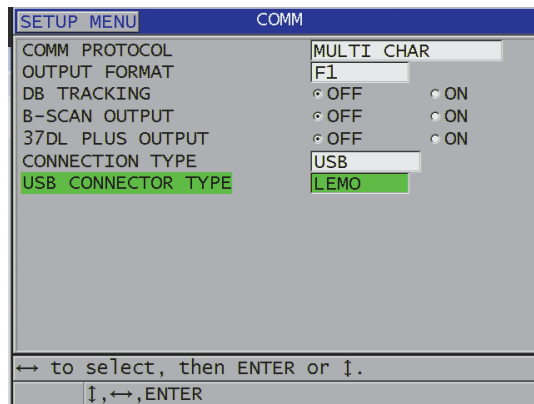 SETUP MENU COMM
COMM PROTOCOL MULTI CHAR
OUTPUT FORMAT F1
DB TRACKING OFF ON
B-SCAN OUTPUT OFF ON
37DL PLUS OUTPUT OFF ON
CONNECTION TYPE USB
USB CONNECTOR TYPE LEMO
↔ to select, then ENTER or ↕.
↕,↔,ENTER